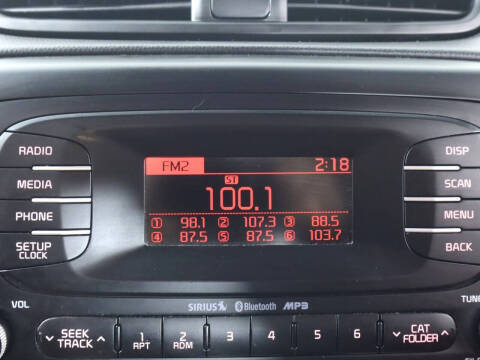 RADIO
MEDIA
PHONE
SETUP
CLOCK
FM2 2:18
ST
100.1
1 98.1 2 107.3 3 88.5
4 87.5 5 87.5 6 103.7
DISP
SCAN
MENU
BACK
VOL
SIRIUS Bluetooth MP3
TUNE
SEEK
TRACK
1
RPT
2
RDM
3
4
5
6
CAT
FOLDER